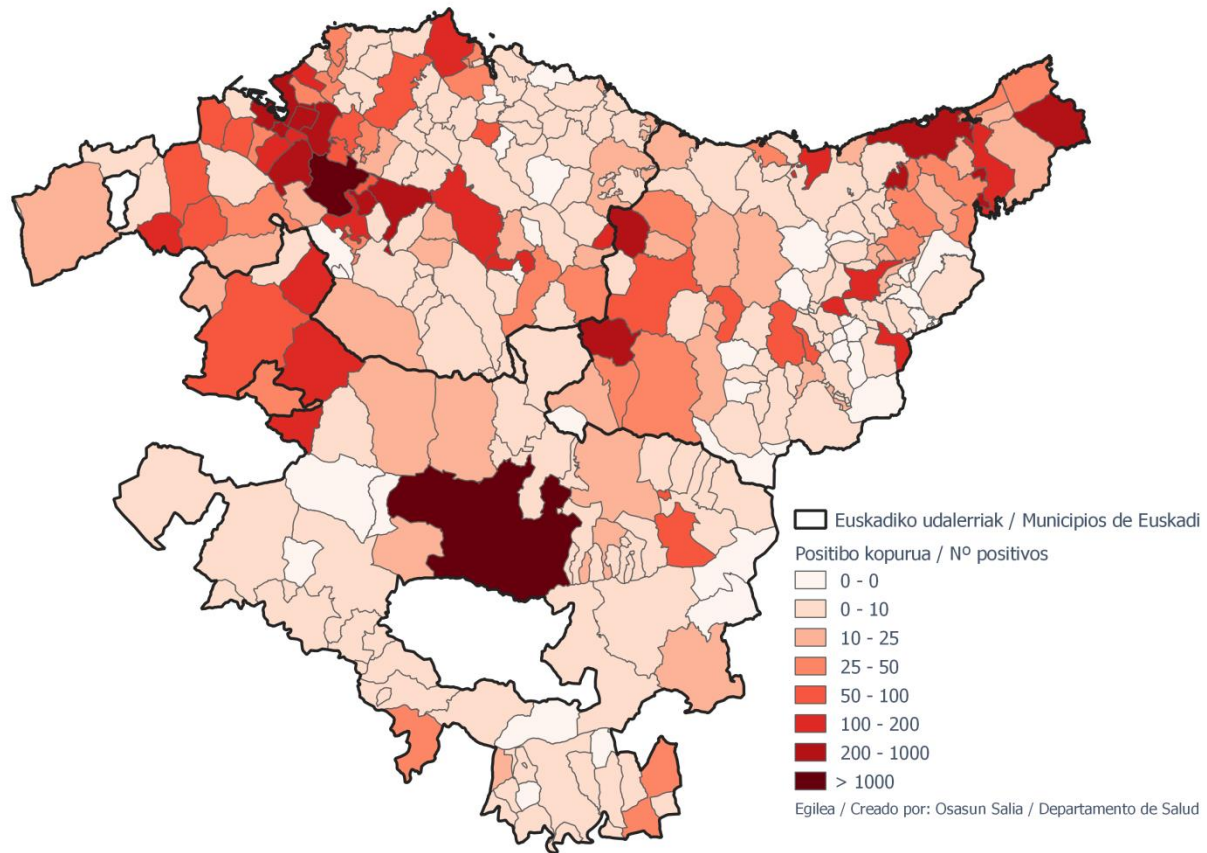 Euskadiko udalerriak / Municipios de Euskadi
Positibo kopurua / Nº positivos
0 - 0
0 - 10
10 - 25
25 - 50
50 - 100
100 - 200
200 - 1000
> 1000
Egilea / Creado por: Osasun Salia / Departamento de Salud